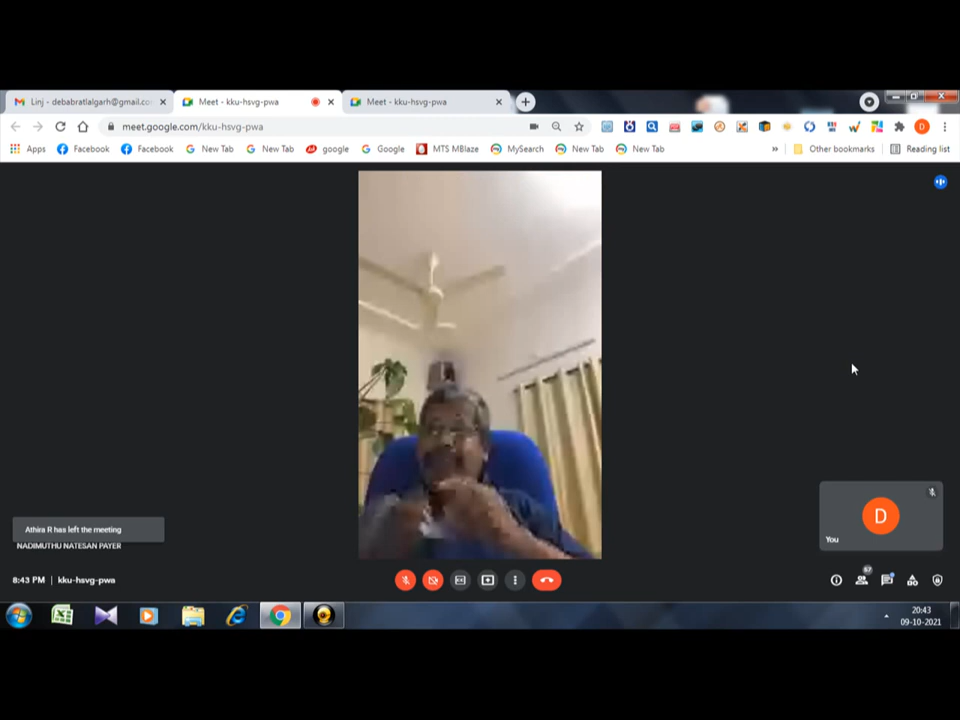 Linj - debabratlalgarh@gmail.co
Meet - kku-hsvg-pwa
Meet - kku-hsvg-pwa
meet.google.com/kku-hsvg-pwa
D
Apps Facebook Facebook New Tab New Tab google Google MTS MBlaze MySearch New Tab New Tab » Other bookmarks Reading list
Athira R has left the meeting
NADIMUTHU NATESAN PAYER
D
You
8:43 PM | kku-hsvg-pwa
67
20:43
09-10-2021